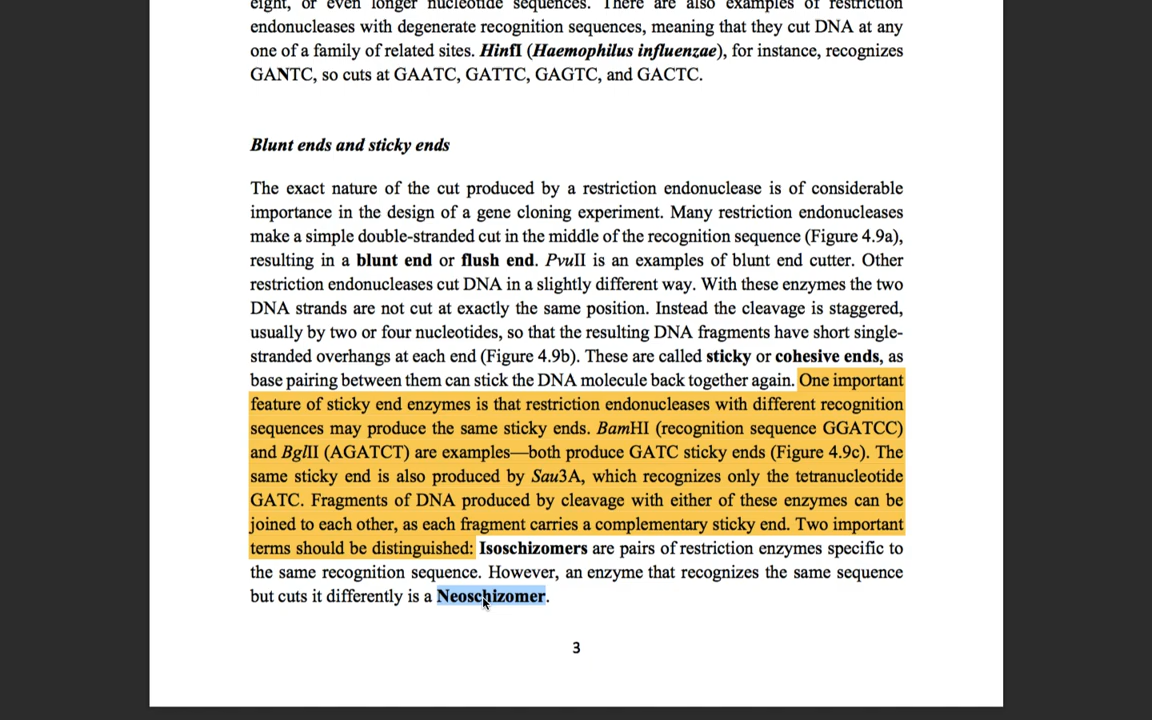 eight, or even longer nucleotide sequences. There are also examples of restriction
endonucleases with degenerate recognition sequences, meaning that they cut DNA at any
one of a family of related sites. HinfI (Haemophilus influenzae), for instance, recognizes
GANTC, so cuts at GAATC, GATTC, GAGTC, and GACTC.
Blunt ends and sticky ends
The exact nature of the cut produced by a restriction endonuclease is of considerable
importance in the design of a gene cloning experiment. Many restriction endonucleases
make a simple double-stranded cut in the middle of the recognition sequence (Figure 4.9a),
resulting in a blunt end or flush end. PvuII is an examples of blunt end cutter. Other
restriction endonucleases cut DNA in a slightly different way. With these enzymes the two
DNA strands are not cut at exactly the same position. Instead the cleavage is staggered,
usually by two or four nucleotides, so that the resulting DNA fragments have short single-
stranded overhangs at each end (Figure 4.9b). These are called sticky or cohesive ends, as
base pairing between them can stick the DNA molecule back together again. One important
feature of sticky end enzymes is that restriction endonucleases with different recognition
sequences may produce the same sticky ends. BamHI (recognition sequence GGATCC)
and BglII (AGATCT) are examples—both produce GATC sticky ends (Figure 4.9c). The
same sticky end is also produced by Sau3A, which recognizes only the tetranucleotide
GATC. Fragments of DNA produced by cleavage with either of these enzymes can be
joined to each other, as each fragment carries a complementary sticky end. Two important
terms should be distinguished: Isoschizomers are pairs of restriction enzymes specific to
the same recognition sequence. However, an enzyme that recognizes the same sequence
but cuts it differently is a Neoschizomer.
3